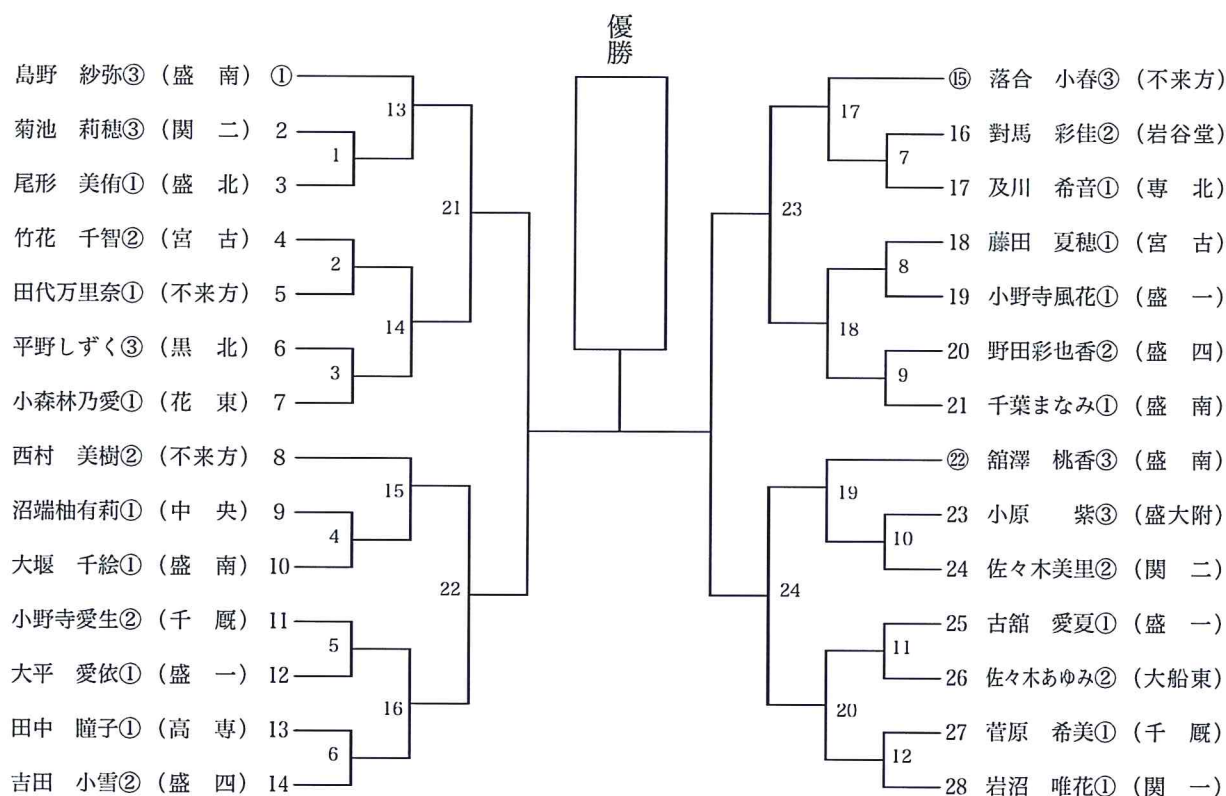 優勝
島野 紗弥③ (盛 南) ①
菊池 莉穂③ (関 二) 2
尾形 美侑① (盛 北) 3
竹花 千智② (宮 古) 4
田代万里奈① (不来方) 5
平野しずく③ (黒 北) 6
小森林乃愛① (花 東) 7
西村 美樹② (不来方) 8
沼端柚有莉① (中 央) 9
大堰 千絵① (盛 南) 10
小野寺愛生② (千 厩) 11
大平 愛依① (盛 一) 12
田中 瞳子① (高 専) 13
吉田 小雪② (盛 四) 14
13
1
21
2
14
3
15
4
22
5
16
6
⑮ 落合 小春③ (不来方)
16 對馬 彩佳② (岩谷堂)
17 及川 希音① (専 北)
18 藤田 夏穂① (宮 古)
19 小野寺風花① (盛 一)
20 野田彩也香② (盛 四)
21 千葉まなみ① (盛 南)
㉒ 舘澤 桃香③ (盛 南)
23 小原 紫③ (盛大附)
24 佐々木美里② (関 二)
25 古舘 愛夏① (盛 一)
26 佐々木あゆみ② (大船東)
27 菅原 希美① (千 厩)
28 岩沼 唯花① (関 一)
17
7
23
8
18
9
19
10
24
11
20
12